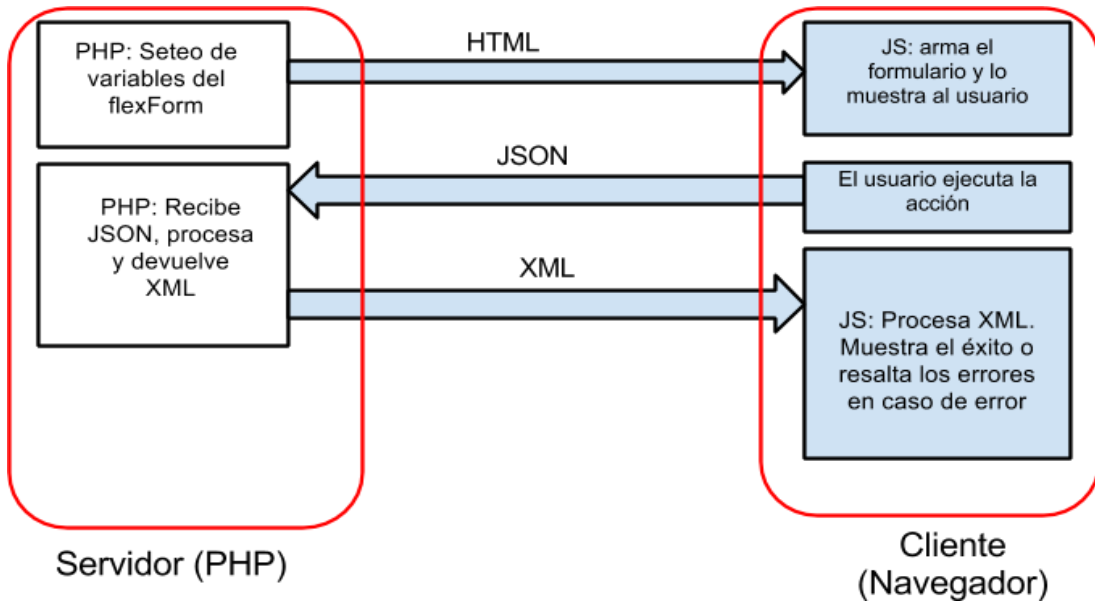 PHP: Seteo de
variables del
flexForm
HTML
JS: arma el
formulario y lo
muestra al usuario
JSON
El usuario ejecuta la
acción
PHP: Recibe
JSON, procesa
y devuelve
XML
XML
JS: Procesa XML.
Muestra el éxito o
resalta los errores
en caso de error
Servidor (PHP)
Cliente
(Navegador)